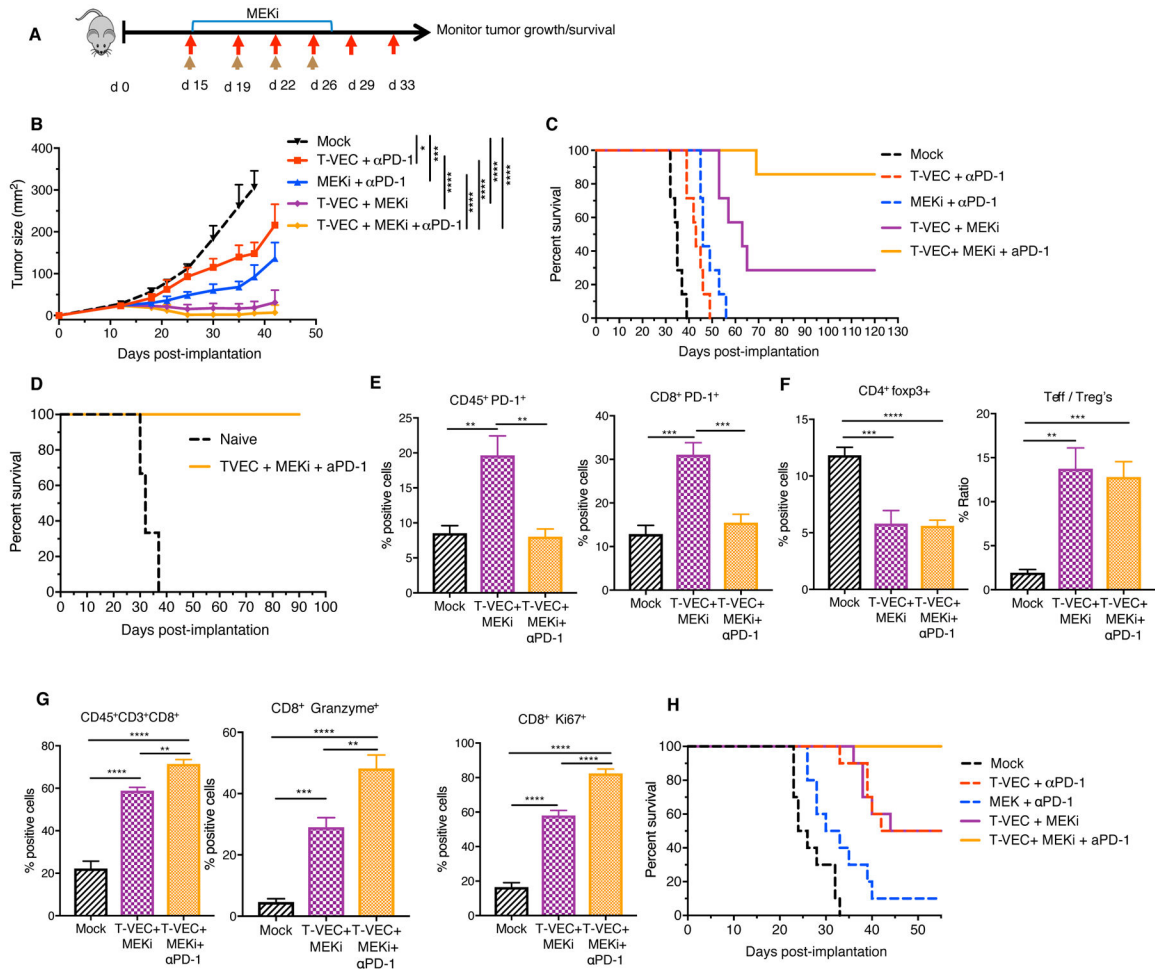 A
MEKi
Monitor tumor growth/survival
d 0
d 15
d 19
d 22
d 26
d 29
d 33
B
Tumor size (mm²)
400
300
200
100
0
0 10 20 30 40 50
Days post-implantation
Mock
T-VEC + αPD-1
MEKi + αPD-1
T-VEC + MEKi
T-VEC + MEKi + αPD-1
*
***
****
****
****
****
****
C
Percent survival
100
80
60
40
20
0
0 10 20 30 40 50 60 70 80 90 100 110 120 130
Days post-implantation
Mock
T-VEC + αPD-1
MEKi + αPD-1
T-VEC + MEKi
T-VEC+ MEKi + aPD-1
D
Percent survival
100
80
60
40
20
0
0 10 20 30 40 50 60 70 80 90 100
Days post-implantation
Naive
TVEC + MEKi + aPD-1
E
CD45⁺ PD-1⁺
% positive cells
25
20
15
10
5
0
** **
Mock
T-VEC+
MEKi
T-VEC+
MEKi+
αPD-1
CD8⁺ PD-1⁺
% positive cells
40
30
20
10
0
*** ***
Mock
T-VEC+
MEKi
T-VEC+
MEKi+
αPD-1
F
CD4⁺ foxp3+
% positive cells
15
10
5
0
****
***
Mock
T-VEC+
MEKi
T-VEC+
MEKi+
αPD-1
Teff / Treg's
% Ratio
20
15
10
5
0
***
**
Mock
T-VEC+
MEKi
T-VEC+
MEKi+
αPD-1
G
CD45⁺CD3⁺CD8⁺
% positive cells
80
60
40
20
0
****
**
****
Mock
T-VEC+
MEKi
T-VEC+
MEKi+
αPD-1
CD8⁺ Granzyme⁺
% positive cells
60
40
20
0
****
**
***
Mock
T-VEC+
MEKi
T-VEC+
MEKi+
αPD-1
CD8⁺ Ki67⁺
% positive cells
100
80
60
40
20
0
****
****
****
Mock
T-VEC+
MEKi
T-VEC+
MEKi+
αPD-1
H
Percent survival
100
80
60
40
20
0
0 10 20 30 40 50
Days post-implantation
Mock
T-VEC + αPD-1
MEK + αPD-1
T-VEC + MEKi
T-VEC+ MEKi + aPD-1